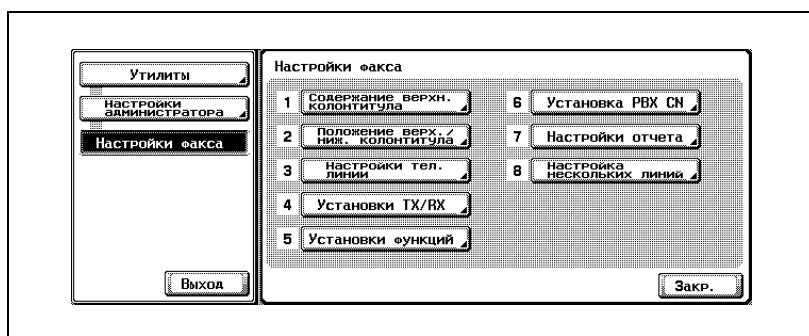 Утилиты
Настройки
администратора
Настройки факса
Выход
Настройки факса
1 Содержание верхн.
колонтитула
2 Положение верх./
ниж. колонтитула
3 Настройки тел.
линии
4 Установки TX/RX
5 Установки функций
6 Установка PBX CN
7 Настройки отчета
8 Настройка
нескольких линий
Закр.